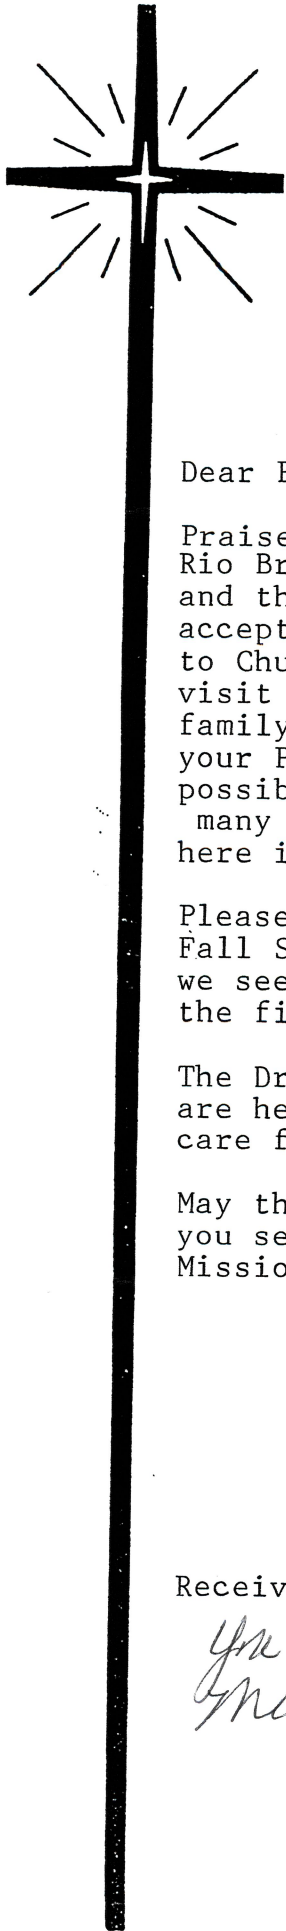 Dear
Praise
Rio Br
and th
accept
to Chu
visit
family
your P
possib
many
here i
Please
Fall S
we see
the fi
The Dr
are he
care f
May th
you se
Missio
Receiv